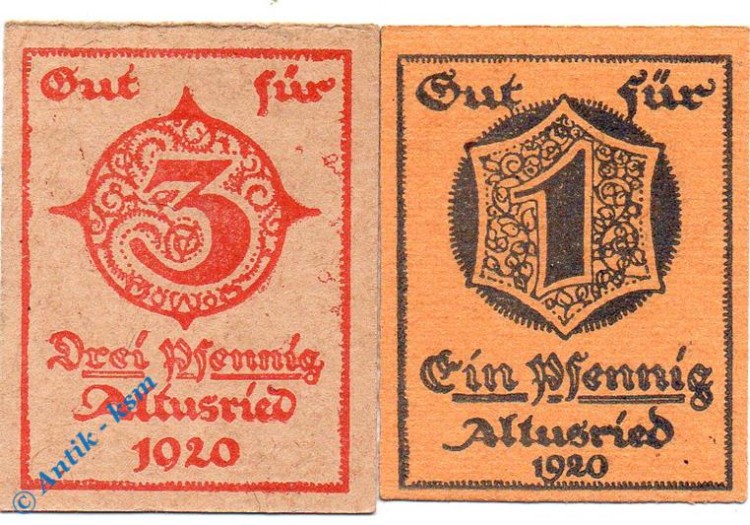 Gut für
3
Drei Pfennig
Altusried
1920
© Antik - ksm
Gut für
1
Ein Pfennig
Altusried
1920